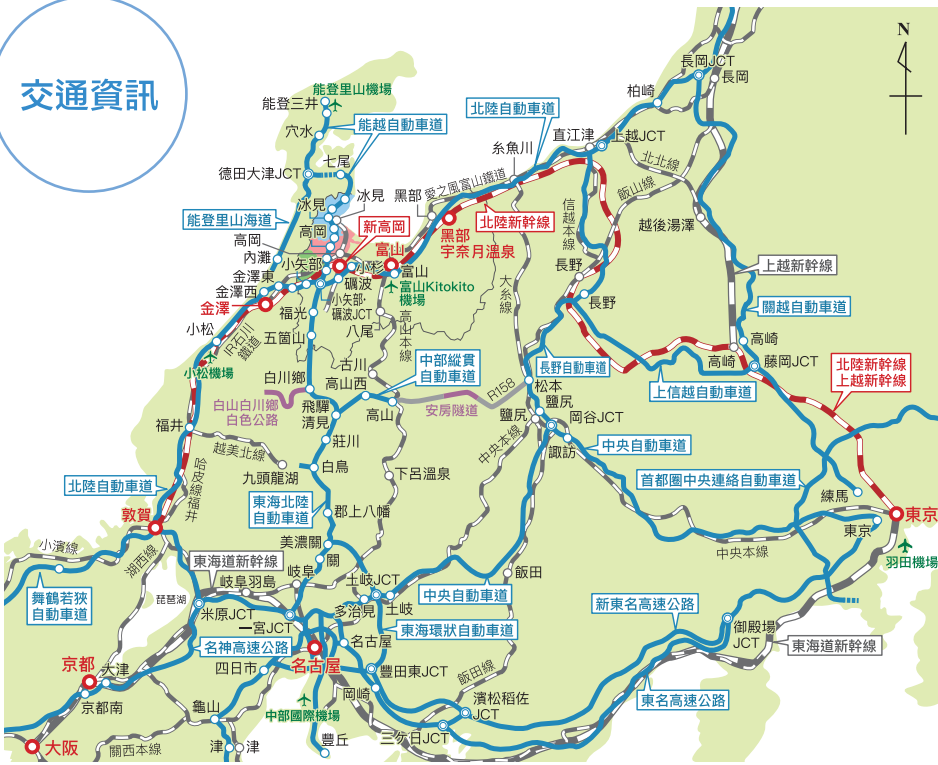 交通資訊
N
長岡JCT
長岡
柏崎
能登里山機場
能登三井
穴水
能越自動車道
北陸自動車道
直江津
上越JCT
糸魚川
北北線
飯山線
德田大津JCT
七尾
冰見
冰見
黑部
愛之風富山鐵道
信越本線
越後湯澤
能登里山海道
高岡
新高岡
北陸新幹線
黑部
宇奈月溫泉
高岡
內灘
小矢部
小杉
富山
富山
富山Kitokito
機場
金澤東
金澤西
金澤
礪波
小矢部・
礪波JCT
大糸線
長野
長野
上越新幹線
關越自動車道
小松
IR石川
鐵道
小松機場
福光
八尾
高山本線
五箇山
古川
高山西
中部縱貫
自動車道
長野自動車道
高崎
高崎
藤岡JCT
北陸新幹線
上越新幹線
上信越自動車道
白川鄉
白山白川鄉
白色公路
飛驒
清見
高山
安房隧道
R158
松本
鹽尻
鹽尻
岡谷JCT
諏訪
中央自動車道
福井
越美北線
九頭龍湖
莊川
白鳥
下呂溫泉
中央本線
哈皮線福井
北陸自動車道
東海北陸
自動車道
郡上八幡
首都圈中央連絡自動車道
練馬
東京
東京
羽田機場
中央本線
敦賀
小濱線
湖西線
美濃關
關
東海道新幹線
岐阜羽島
岐阜
土岐JCT
飯田
舞鶴若狹
自動車道
琵琶湖
米原JCT
一宮JCT
多治見
土岐
中央自動車道
新東名高速公路
御殿場
JCT
東海道新幹線
名神高速公路
東海環狀自動車道
名古屋
名古屋
京都
大津
四日市
豐田東JCT
飯田線
東名高速公路
京都南
龜山
岡崎
濱松稻佐
JCT
中部國際機場
三ケ日JCT
大阪
關西本線
津
津
豐丘